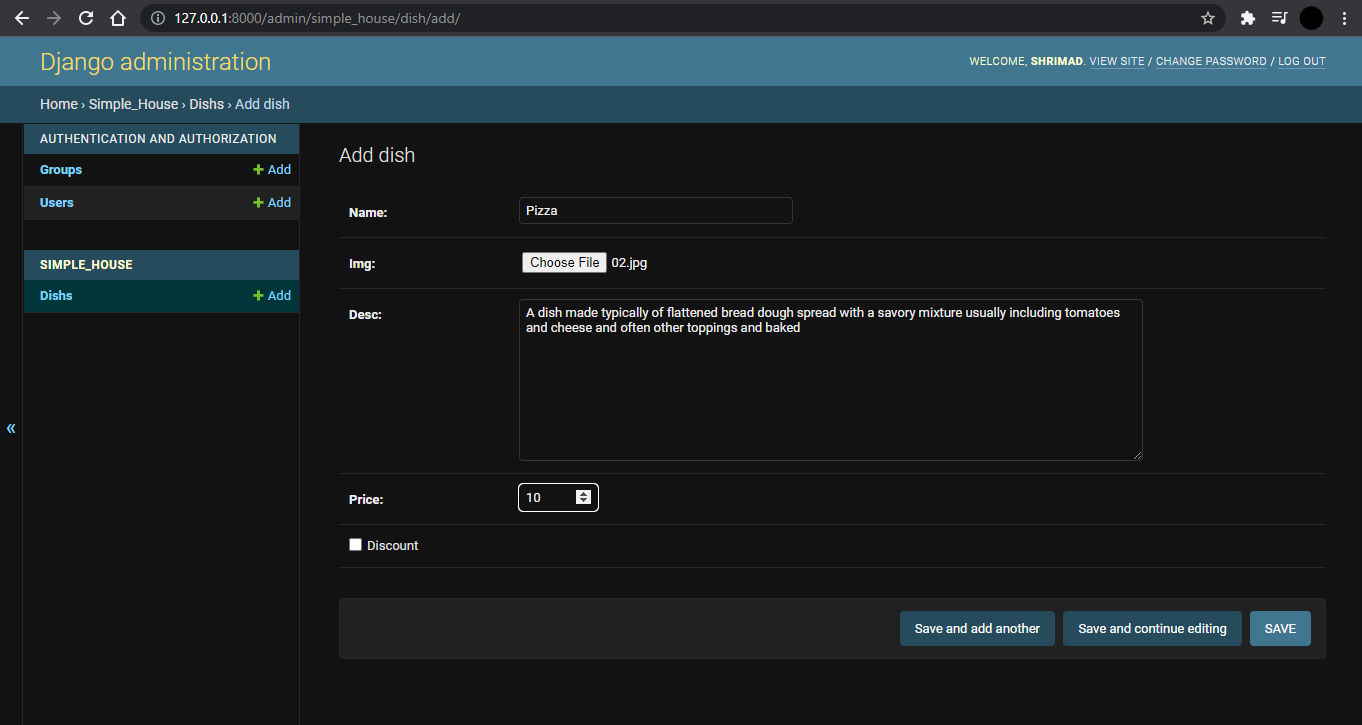 127.0.0.1:8000/admin/simple_house/dish/add/
Django administration
WELCOME, SHRIMAD. VIEW SITE / CHANGE PASSWORD / LOG OUT
Home › Simple_House › Dishs › Add dish
AUTHENTICATION AND AUTHORIZATION
Groups + Add
Users + Add
SIMPLE_HOUSE
Dishs + Add
«
Add dish
Name: Pizza
Img: Choose File 02.jpg
Desc: A dish made typically of flattened bread dough spread with a savory mixture usually including tomatoes
and cheese and often other toppings and baked
Price: 10
Discount
Save and add another Save and continue editing SAVE